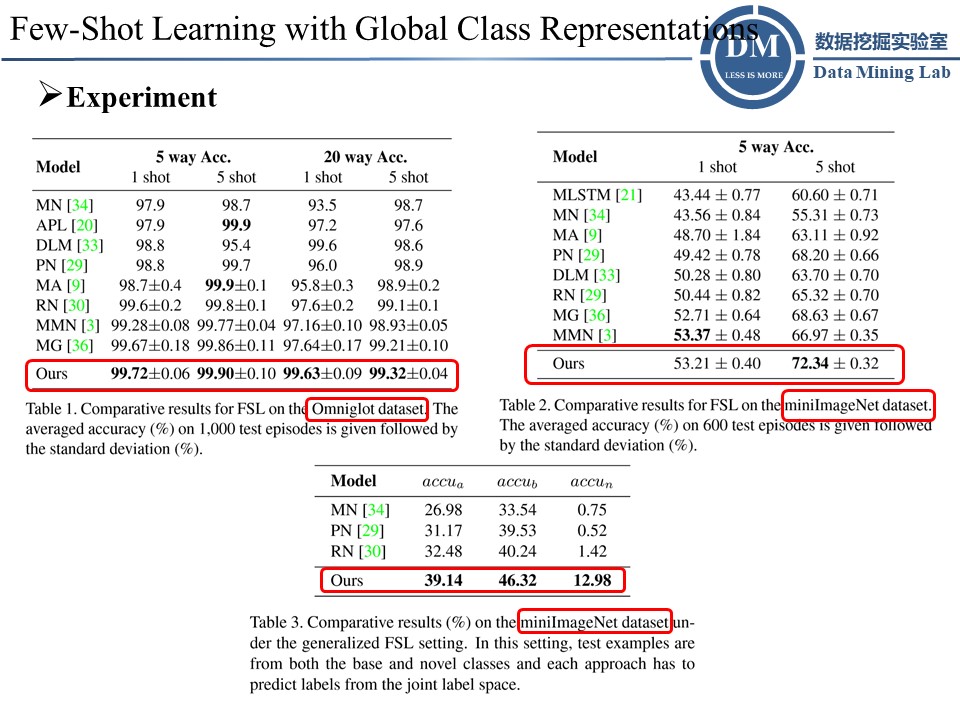 Few-Shot Learning with Global Class Representations
DM
LESS IS MORE
数据挖掘实验室
Data Mining Lab
➢Experiment
Model 5 way Acc. 20 way Acc.
1 shot 5 shot 1 shot 5 shot
MN [34] 97.9 98.7 93.5 98.7
APL [20] 97.9 99.9 97.2 97.6
DLM [33] 98.8 95.4 99.6 98.6
PN [29] 98.8 99.7 96.0 98.9
MA [9] 98.7±0.4 99.9±0.1 95.8±0.3 98.9±0.2
RN [30] 99.6±0.2 99.8±0.1 97.6±0.2 99.1±0.1
MMN [3] 99.28±0.08 99.77±0.04 97.16±0.10 98.93±0.05
MG [36] 99.67±0.18 99.86±0.11 97.64±0.17 99.21±0.10
Ours 99.72±0.06 99.90±0.10 99.63±0.09 99.32±0.04
Table 1. Comparative results for FSL on the Omniglot dataset. The
averaged accuracy (%) on 1,000 test episodes is given followed by
the standard deviation (%).
Model 5 way Acc.
1 shot 5 shot
MLSTM [21] 43.44 ± 0.77 60.60 ± 0.71
MN [34] 43.56 ± 0.84 55.31 ± 0.73
MA [9] 48.70 ± 1.84 63.11 ± 0.92
PN [29] 49.42 ± 0.78 68.20 ± 0.66
DLM [33] 50.28 ± 0.80 63.70 ± 0.70
RN [29] 50.44 ± 0.82 65.32 ± 0.70
MG [36] 52.71 ± 0.64 68.63 ± 0.67
MMN [3] 53.37 ± 0.48 66.97 ± 0.35
Ours 53.21 ± 0.40 72.34 ± 0.32
Table 2. Comparative results for FSL on the miniImageNet dataset.
The averaged accuracy (%) on 600 test episodes is given followed
by the standard deviation (%).
Model accuₐ accu_b accuₙ
MN [34] 26.98 33.54 0.75
PN [29] 31.17 39.53 0.52
RN [30] 32.48 40.24 1.42
Ours 39.14 46.32 12.98
Table 3. Comparative results (%) on the miniImageNet dataset un-
der the generalized FSL setting. In this setting, test examples are
from both the base and novel classes and each approach has to
predict labels from the joint label space.